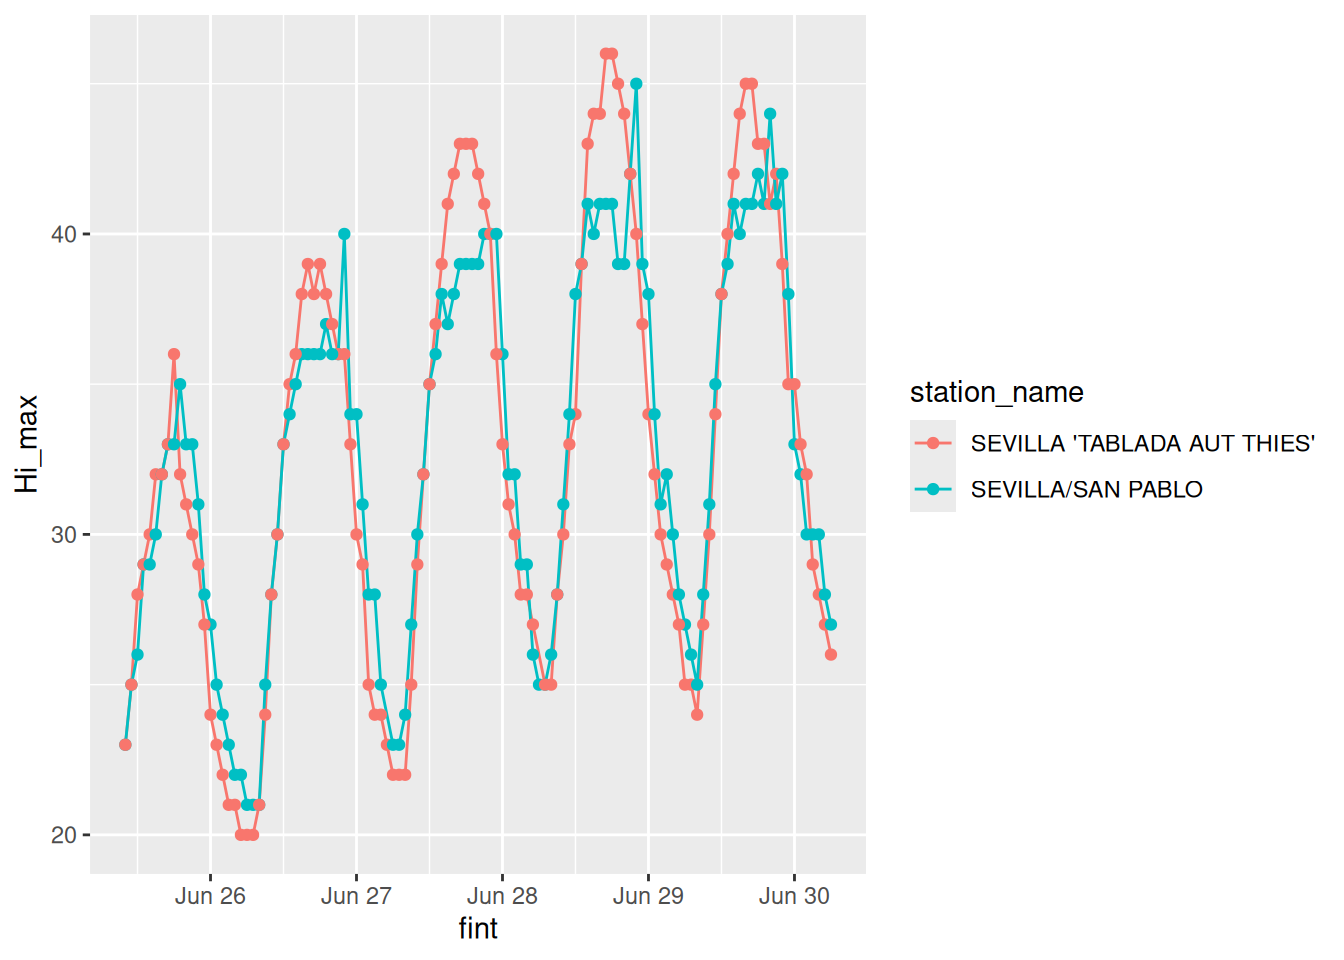 Hi_max
40
30
20
Jun 26
Jun 27
Jun 28
Jun 29
Jun 30
fint
station_name
SEVILLA 'TABLADA AUT THIES'
SEVILLA/SAN PABLO